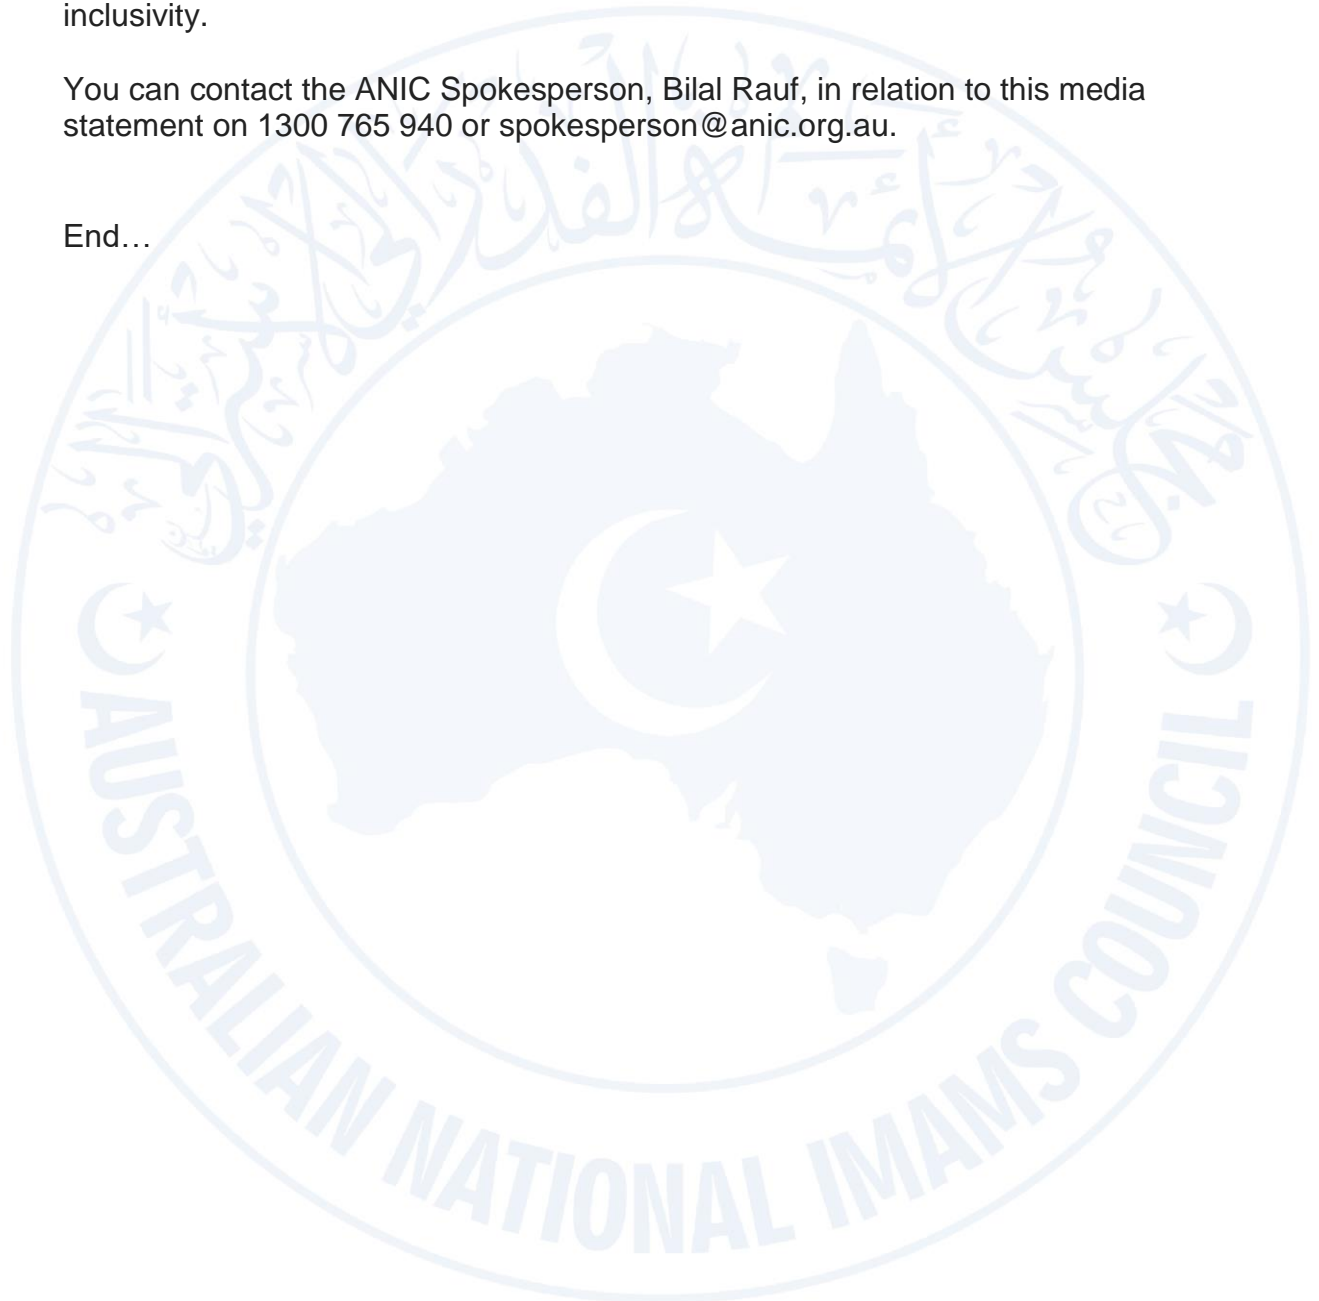 inclusivity.
You can contact the ANIC Spokesperson, Bilal Rauf, in relation to this media
statement on 1300 765 940 or spokesperson@anic.org.au.
End…
AUSTRALIAN NATIONAL IMAMS COUNCIL